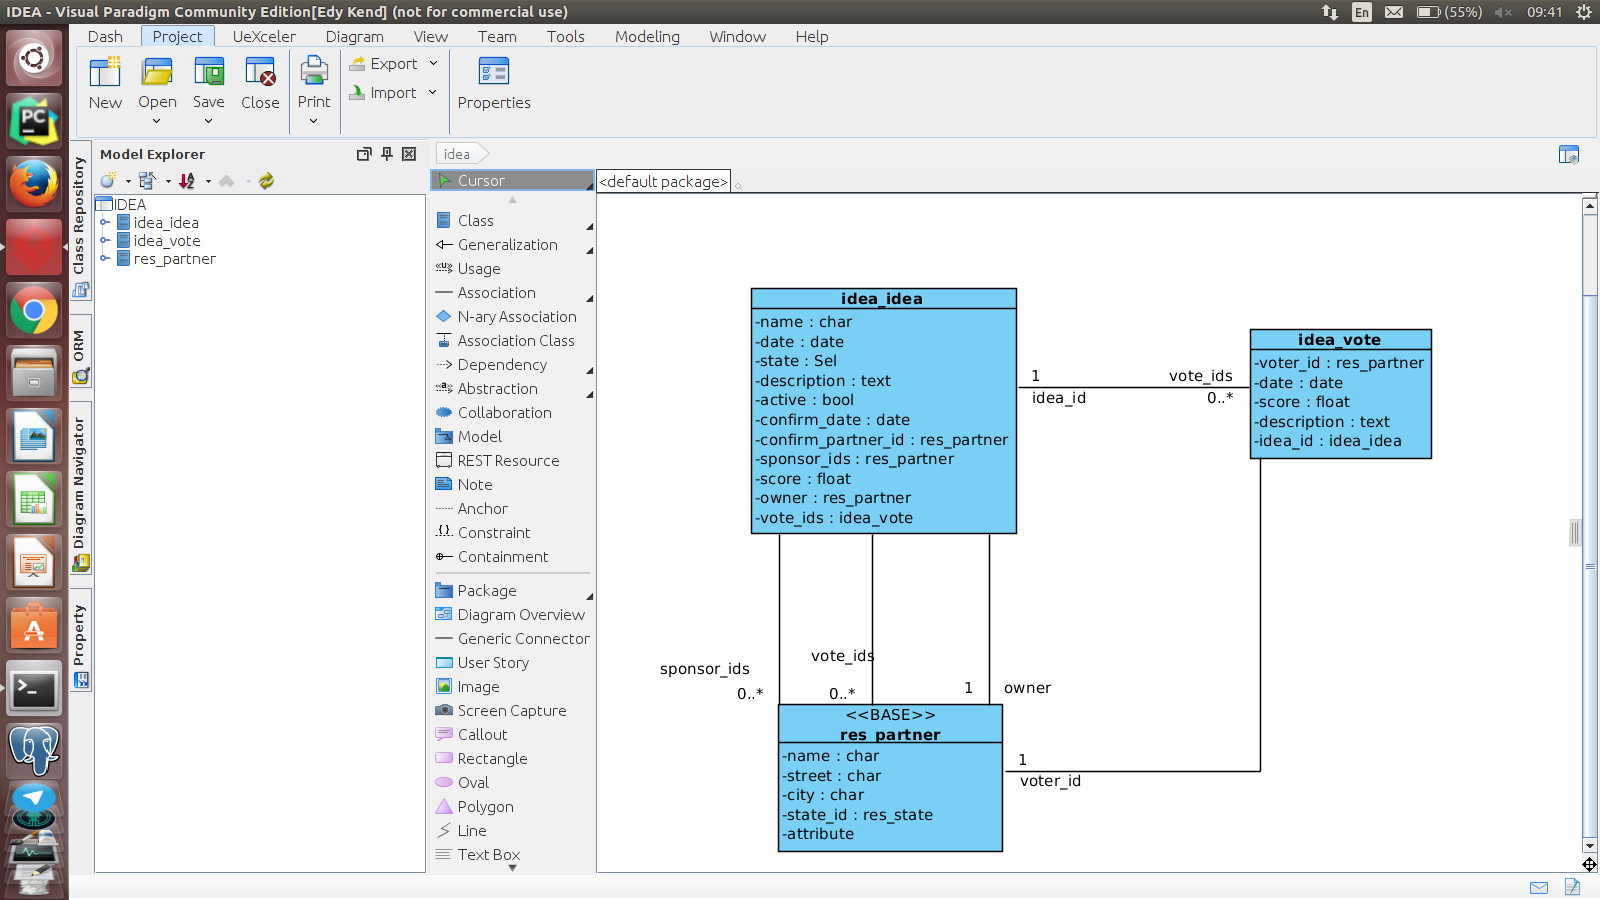 IDEA - Visual Paradigm Community Edition[Edy Kend] (not for commercial use)
En
(55%)
09:41
Dash
Project
UeXceler
Diagram
View
Team
Tools
Modeling
Window
Help
New
Open
Save
Close
Print
Export
Import
Properties
Model Explorer
IDEA
idea_idea
idea_vote
res_partner
Class Repository
ORM
Diagram Navigator
Property
PC
idea
Cursor
Class
Generalization
Usage
Association
N-ary Association
Association Class
Dependency
Abstraction
Collaboration
Model
REST Resource
Note
Anchor
Constraint
Containment
Package
Diagram Overview
Generic Connector
User Story
Image
Screen Capture
Callout
Rectangle
Oval
Polygon
Line
Text Box
<default package>
idea_idea
-name : char
-date : date
-state : Sel
-description : text
-active : bool
-confirm_date : date
-confirm_partner_id : res_partner
-sponsor_ids : res_partner
-score : float
-owner : res_partner
-vote_ids : idea_vote
1
vote_ids
idea_id
0..*
idea_vote
-voter_id : res_partner
-date : date
-score : float
-description : text
-idea_id : idea_idea
sponsor_ids
0..*
vote_ids
0..*
1
owner
<<BASE>>
res_partner
-name : char
-street : char
-city : char
-state_id : res_state
-attribute
1
voter_id